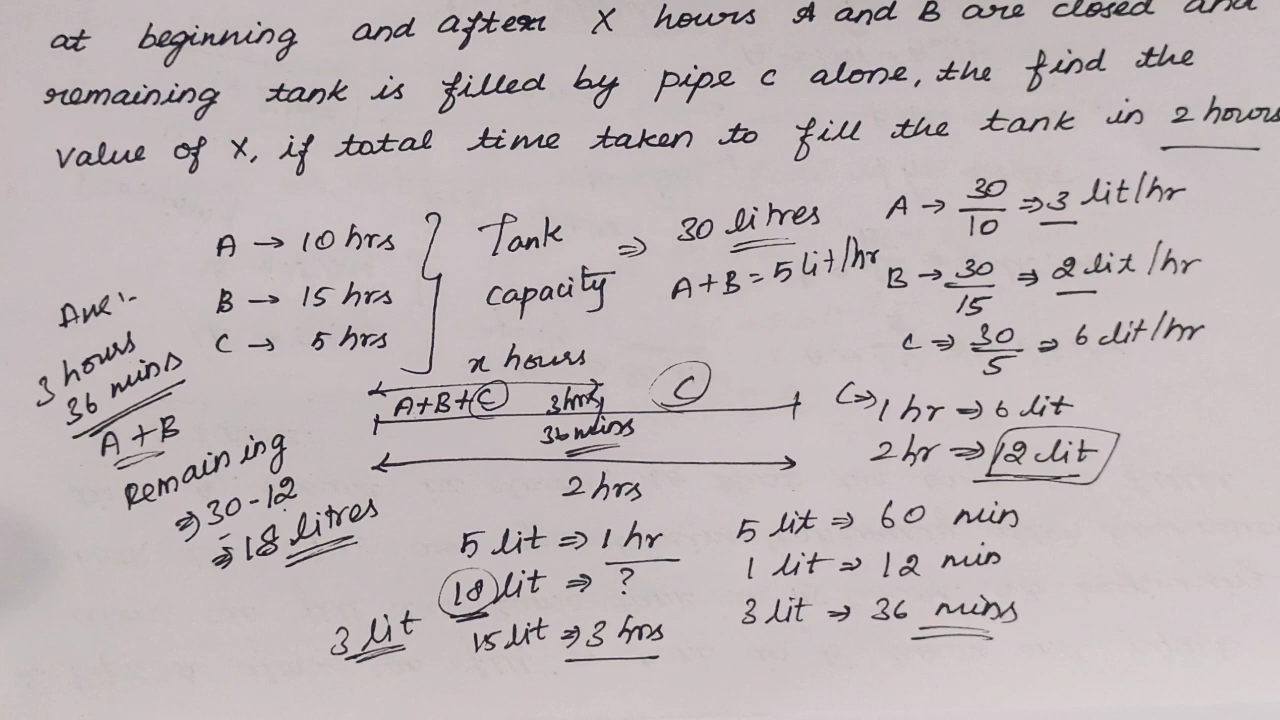 at beginning and after X hours A and B are closed and
remaining tank is filled by pipe C alone, the find the
value of X, if total time taken to fill the tank in 2 hours
A → 10 hrs
B → 15 hrs
C → 5 hrs
Tank capacity ⇒ 30 litres
A+B = 5 lit/hr
A → 30/10 ⇒ 3 lit/hr
B → 30/15 ⇒ 2 lit/hr
C ⇒ 30/5 ⇒ 6 lit/hr
Ans:-
3 hours
36 mins
A+B
Remaining
⇒ 30-12
⇒ 18 litres
x hours
A+B+C 3hrs, C
36 mins
2 hrs
C→ 1 hr ⇒ 6 lit
2 hr ⇒ 12 lit
5 lit ⇒ 1 hr
18 lit ⇒ ?
3 lit 15 lit ⇒ 3 hrs
5 lit ⇒ 60 min
1 lit ⇒ 12 min
3 lit ⇒ 36 mins